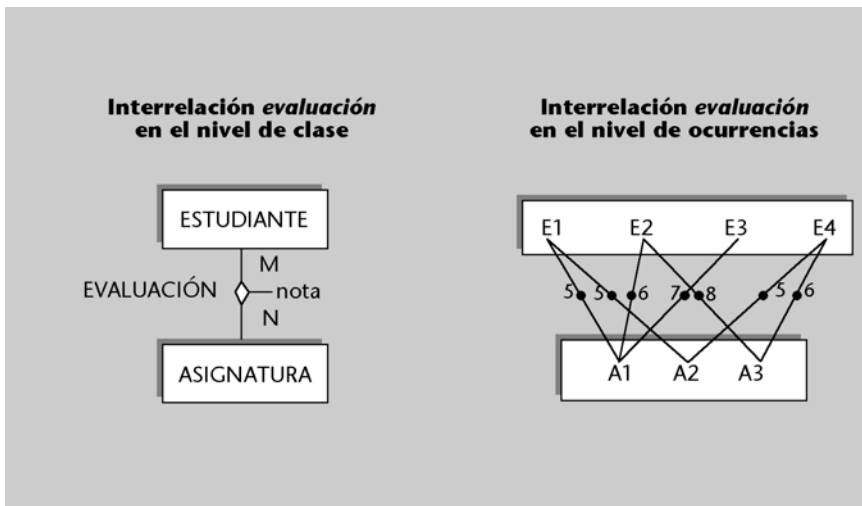 Interrelación evaluación
en el nivel de clase
ESTUDIANTE
M
EVALUACIÓN
nota
N
ASIGNATURA
Interrelación evaluación
en el nivel de ocurrencias
E1 E2 E3 E4
5 5 6 7 8 5 6
A1 A2 A3